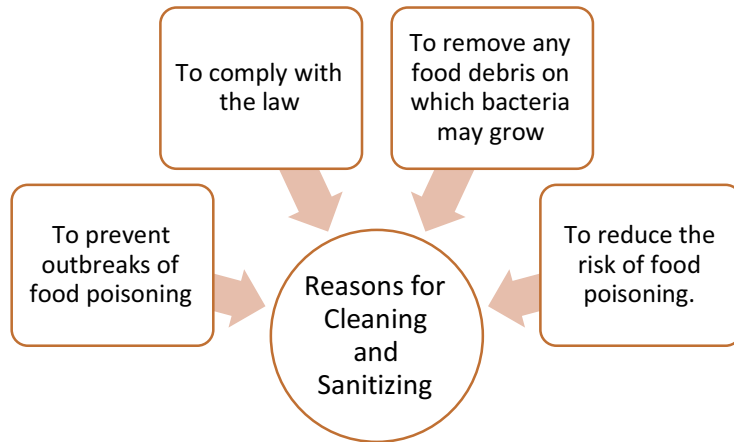 To comply with
the law
To remove any
food debris on
which bacteria
may grow
To prevent
outbreaks of
food poisoning
To reduce the
risk of food
poisoning.
Reasons for
Cleaning
and
Sanitizing